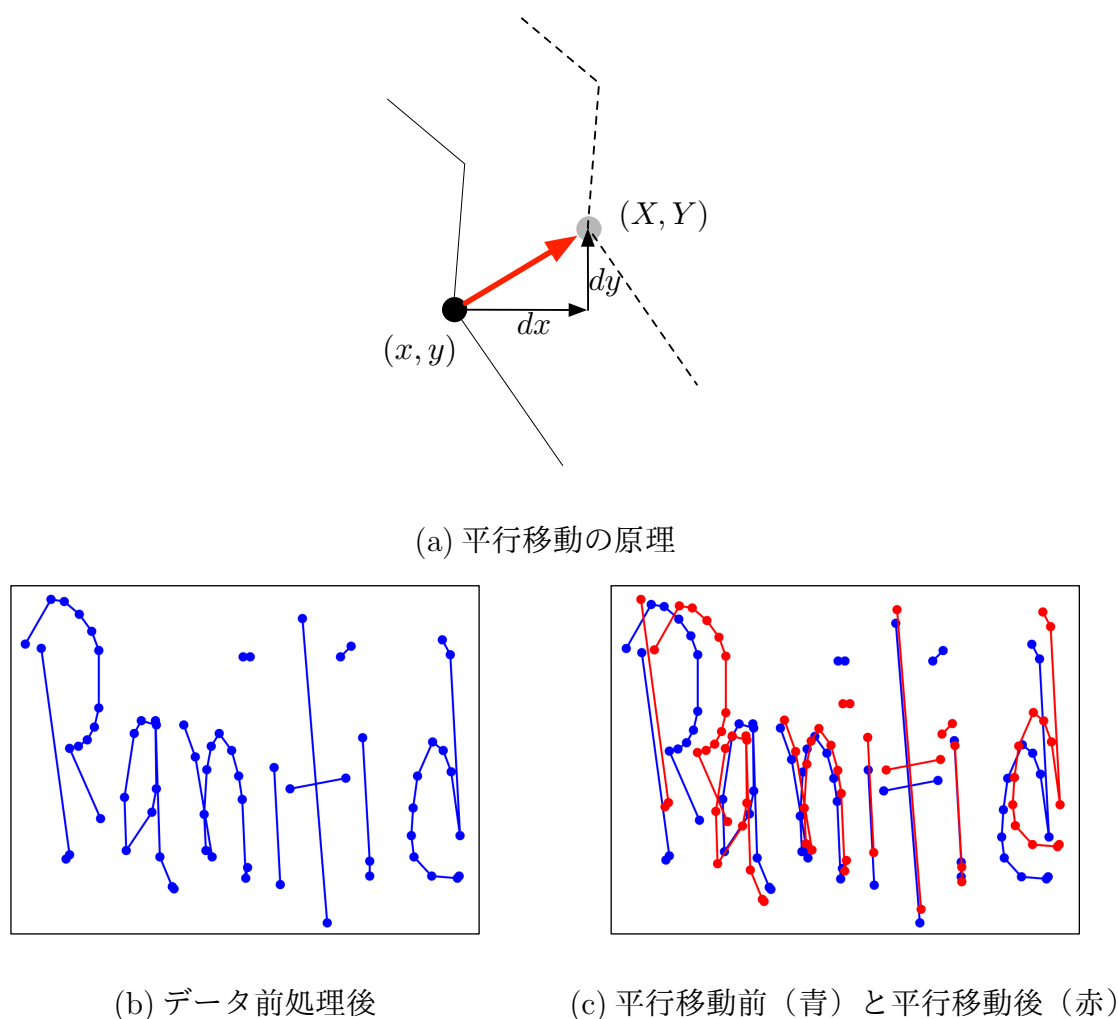 (X, Y)
dy
dx
(x, y)
(a) 平行移動の原理
(b) データ前処理後
(c) 平行移動前（青）と平行移動後（赤）